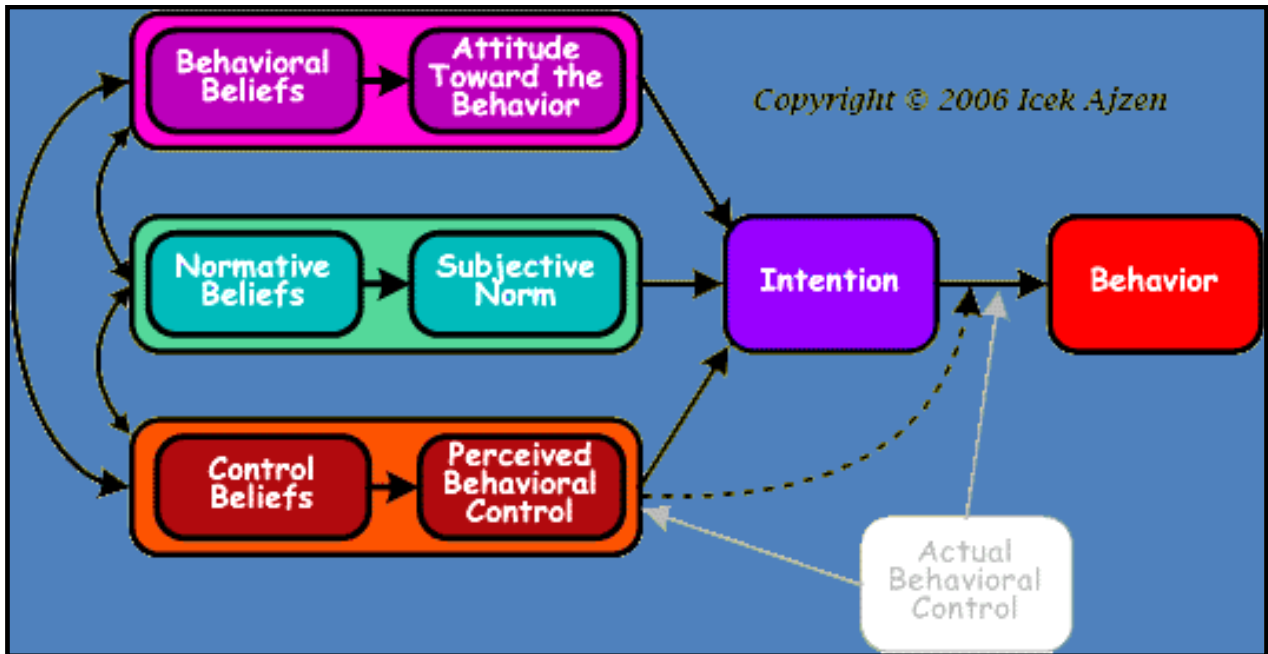 Behavioral
Beliefs
Attitude
Toward the
Behavior
Copyright © 2006 Icek Ajzen
Normative
Beliefs
Subjective
Norm
Intention
Behavior
Control
Beliefs
Perceived
Behavioral
Control
Actual
Behavioral
Control